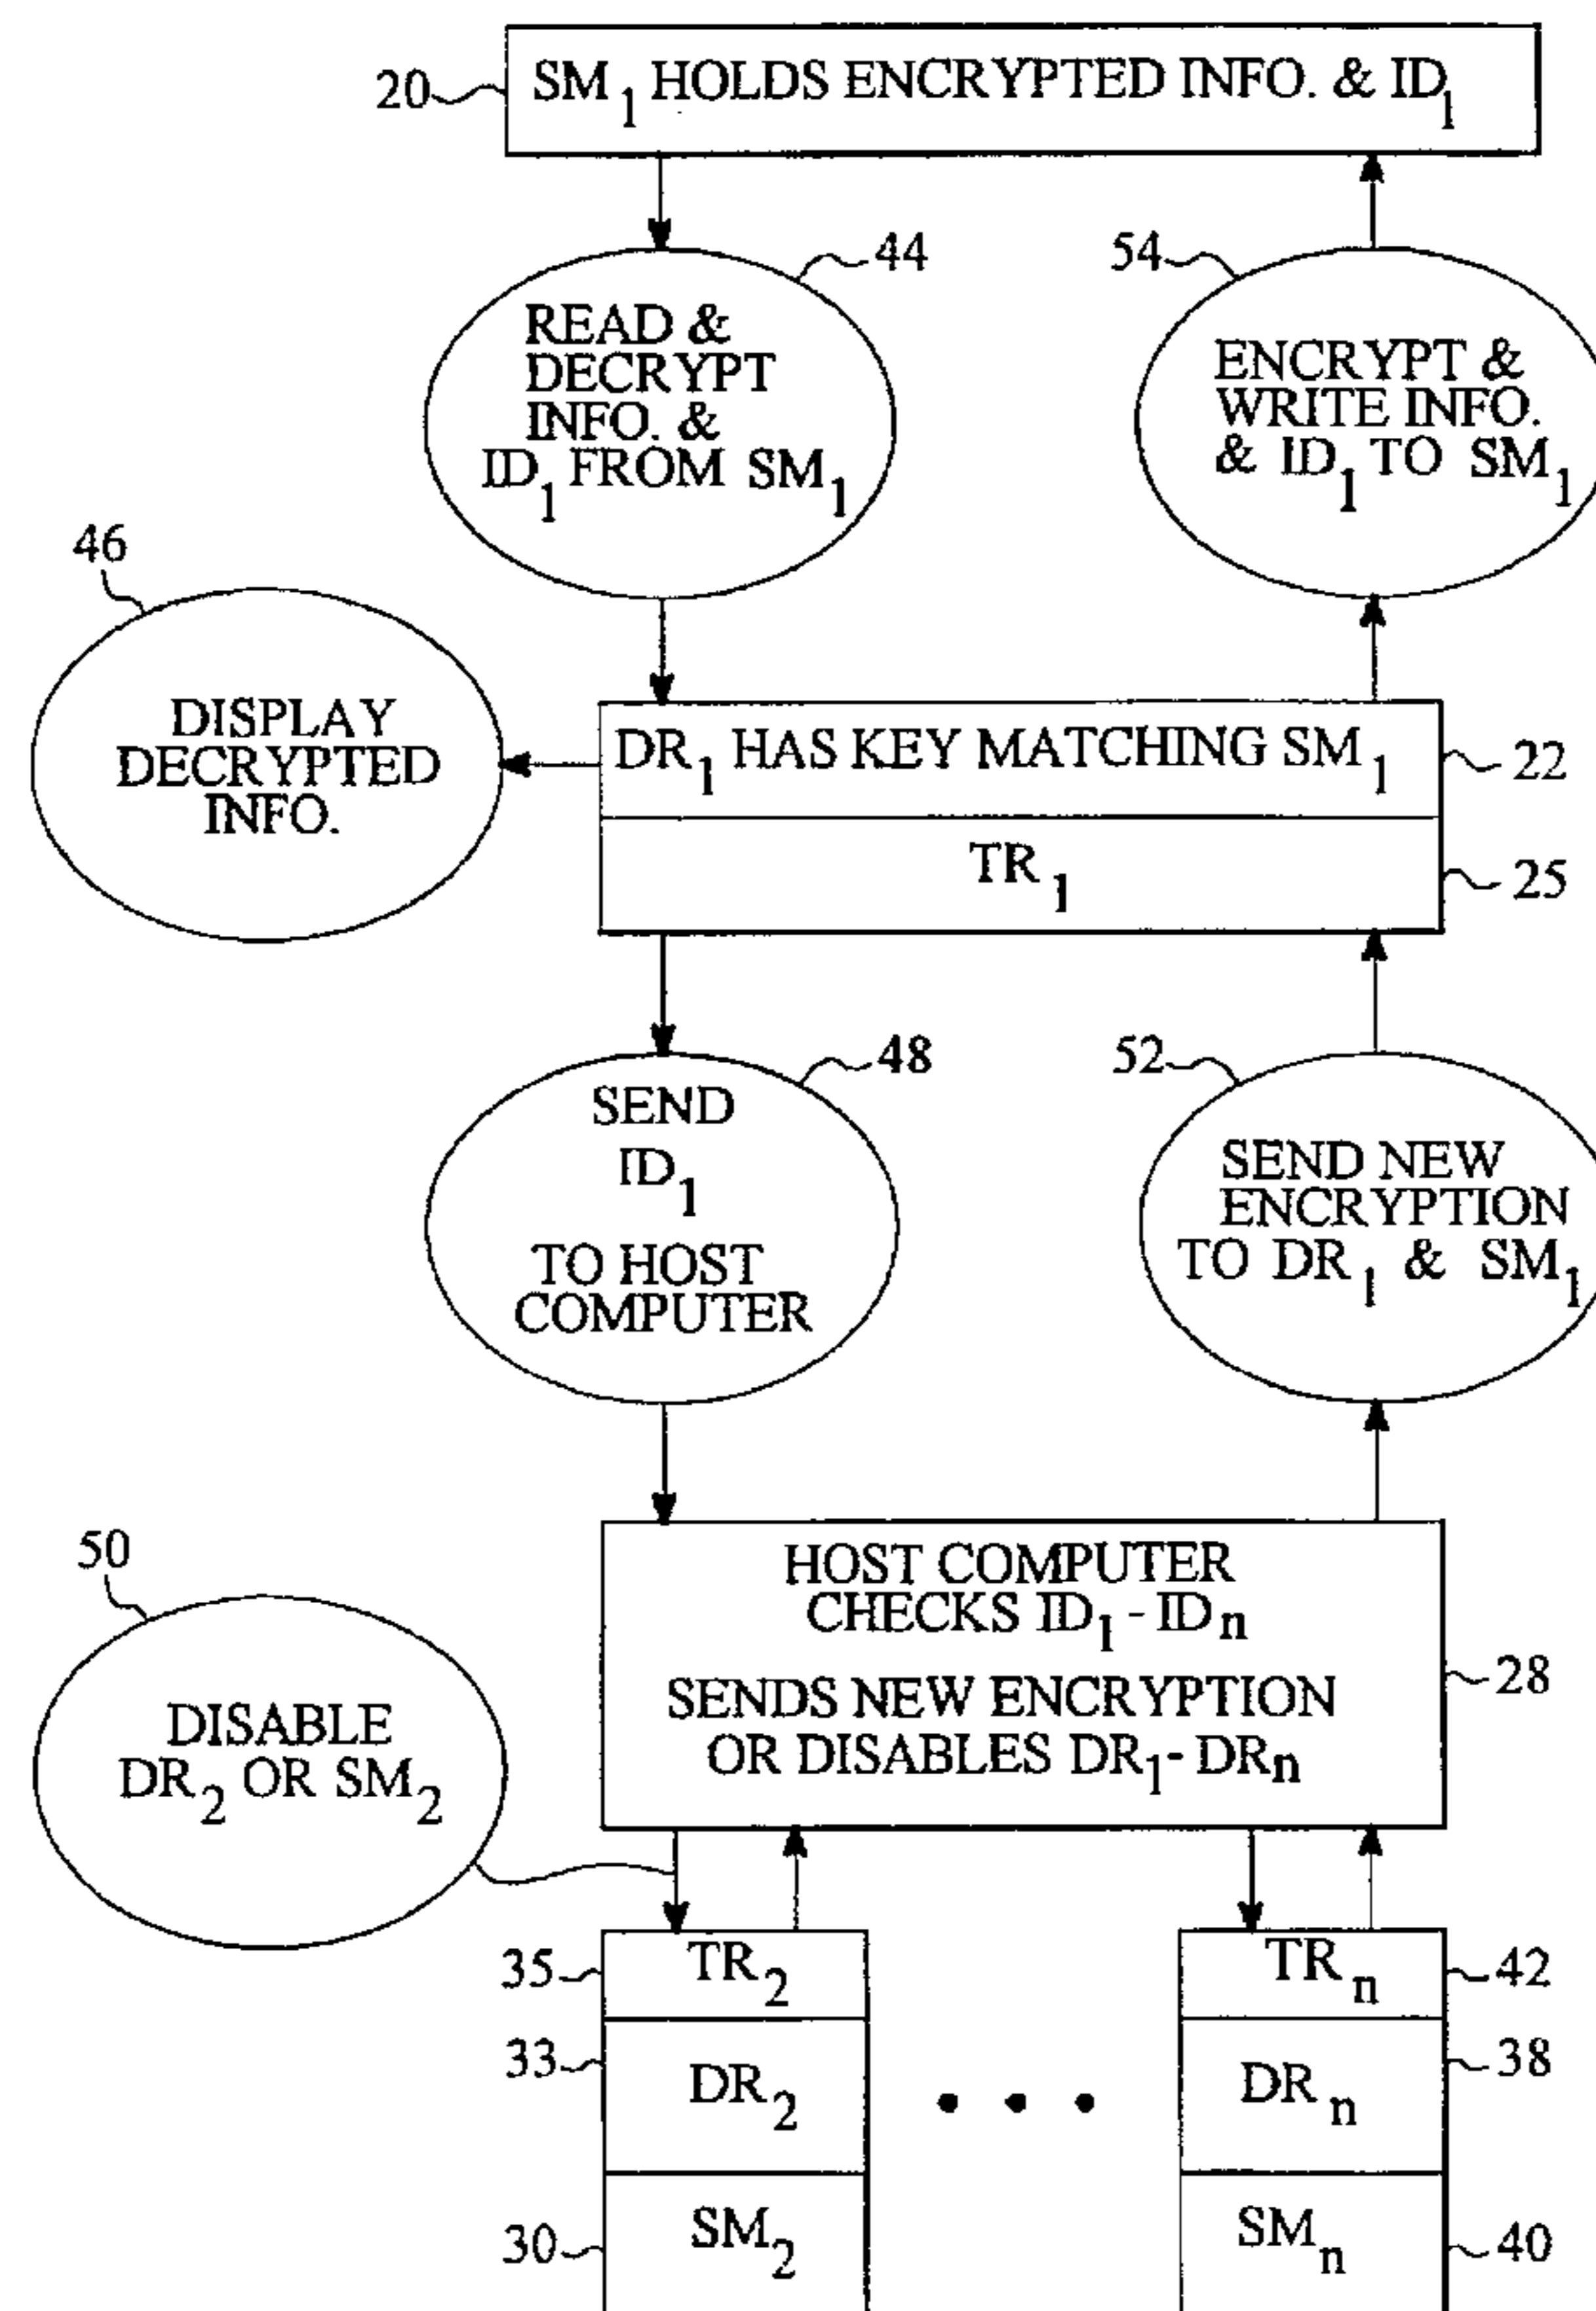 20 SM1 HOLDS ENCRYPTED INFO. & ID1
44
READ &
DECRYPT
INFO. &
ID1 FROM SM1
54
ENCRYPT &
WRITE INFO.
& ID1 TO SM1
46
DISPLAY
DECRYPTED
INFO.
DR1 HAS KEY MATCHING SM1 22
TR1 25
48
SEND
ID1
TO HOST
COMPUTER
52
SEND NEW
ENCRYPTION
TO DR1 & SM1
HOST COMPUTER
CHECKS ID1 - IDn
SENDS NEW ENCRYPTION
OR DISABLES DR1 - DRn
28
50
DISABLE
DR2 OR SM2
35 TR2
TRn 42
33 DR2
• • •
DRn 38
30 SM2
SMn 40